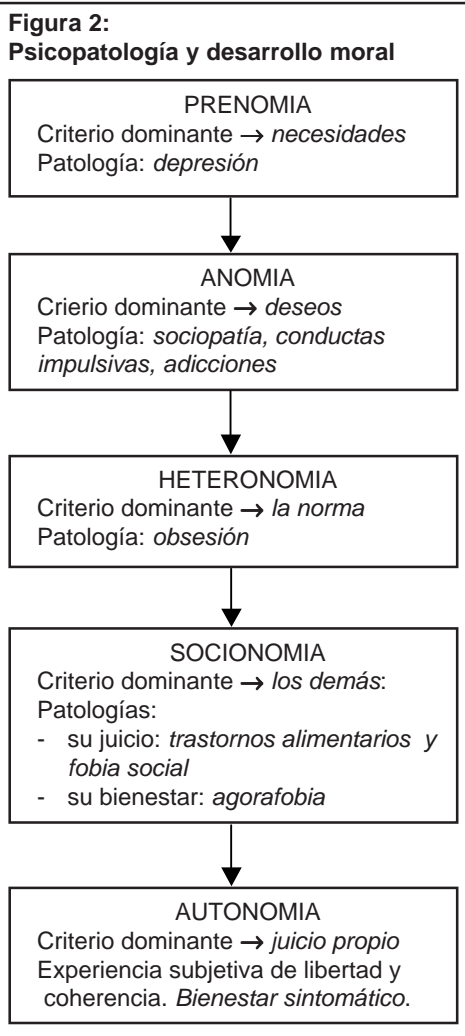 Figura 2:
Psicopatología y desarrollo moral
PRENOMIA
Criterio dominante → necesidades
Patología: depresión
ANOMIA
Crierio dominante → deseos
Patología: sociopatía, conductas
impulsivas, adicciones
HETERONOMIA
Criterio dominante → la norma
Patología: obsesión
SOCIONOMIA
Criterio dominante → los demás:
Patologías:
- su juicio: trastornos alimentarios y
fobia social
- su bienestar: agorafobia
AUTONOMIA
Criterio dominante → juicio propio
Experiencia subjetiva de libertad y
coherencia. Bienestar sintomático.